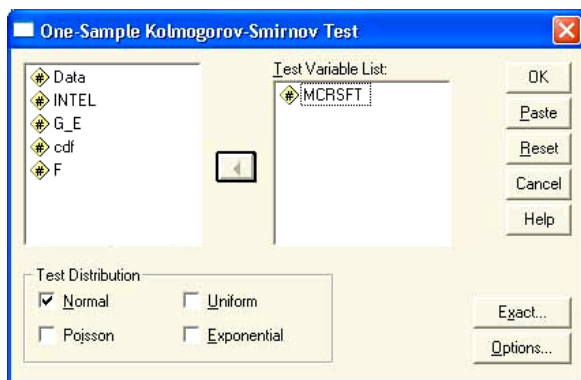 One-Sample Kolmogorov-Smirnov Test
Data
INTEL
G_E
cdf
F
Test Variable List:
MCRSFT
OK
Paste
Reset
Cancel
Help
Test Distribution
Normal
Uniform
Poisson
Exponential
Exact...
Options...